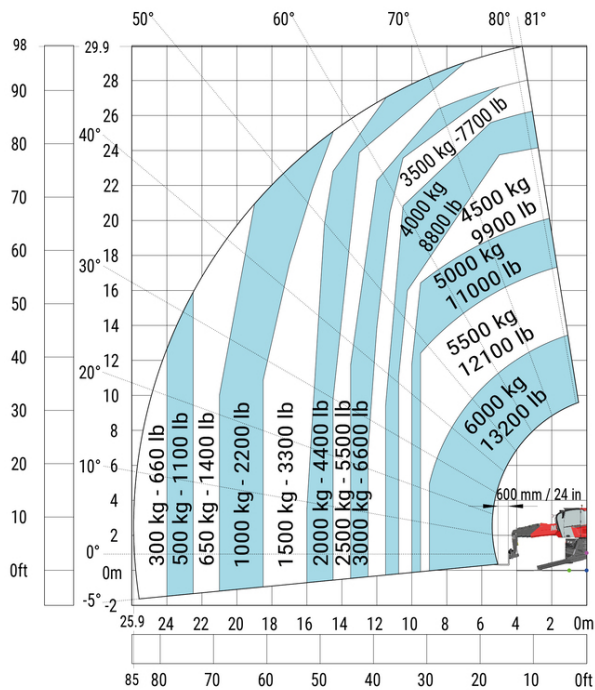 50°
60°
70°
80°
81°
98
29.9
90
28
26
40°
80
24
3500 kg -7700 lb
70
22
4000 kg
8800 lb
4500 kg
9900 lb
20
60
18
30°
5000 kg
11000 lb
50
16
14
5500 kg
12100 lb
40
12
20°
30
10
6000 kg
13200 lb
8
20
6
10°
4
600 mm / 24 in
10
2
0°
0ft
0m
-5°
-2
300 kg - 660 lb
500 kg - 1100 lb
650 kg - 1400 lb
1000 kg - 2200 lb
1500 kg - 3300 lb
2000 kg - 4400 lb
2500 kg - 5500 lb
3000 kg - 6600 lb
25.9 24 22 20 18 16 14 12 10 8 6 4 2 0m
85 80 70 60 50 40 30 20 10 0ft